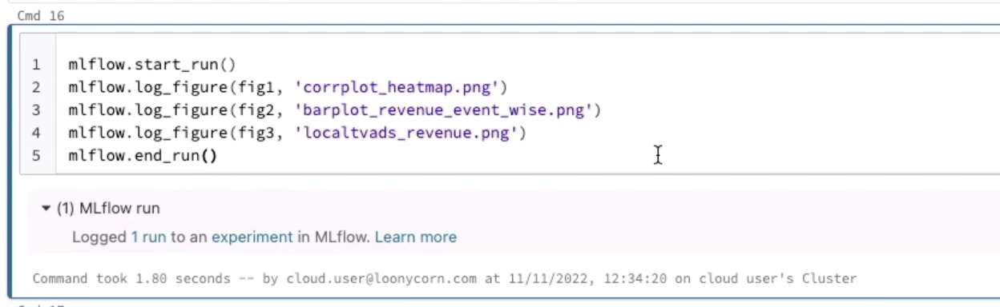 Cmd 16
1 mlflow.start_run()
2 mlflow.log_figure(fig1, 'corrplot_heatmap.png')
3 mlflow.log_figure(fig2, 'barplot_revenue_event_wise.png')
4 mlflow.log_figure(fig3, 'localtvads_revenue.png')
5 mlflow.end_run()
(1) MLflow run
Logged 1 run to an experiment in MLflow. Learn more
Command took 1.80 seconds -- by cloud.user@loonycorn.com at 11/11/2022, 12:34:20 on cloud user's Cluster